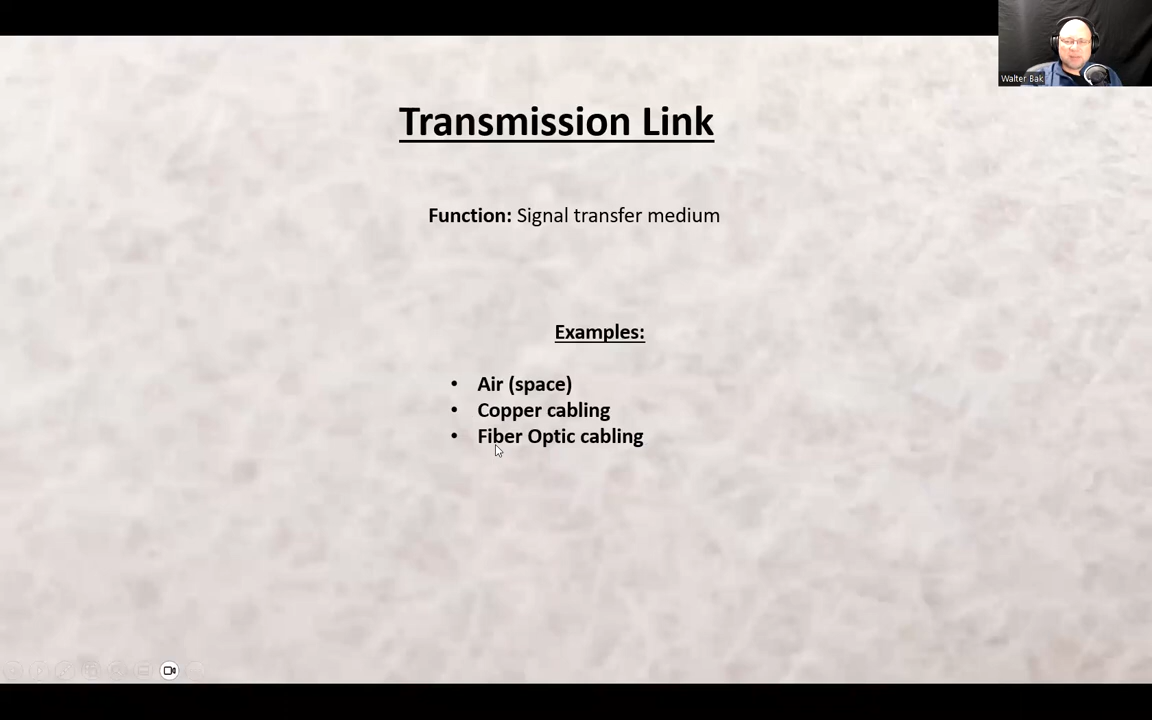 Walter Bak
Transmission Link
Function: Signal transfer medium
Examples:
• Air (space)
• Copper cabling
• Fiber Optic cabling